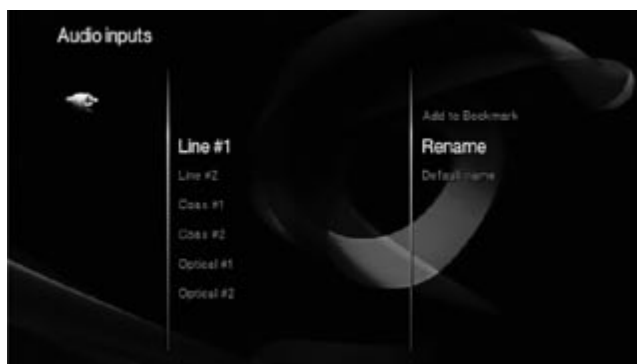 Audio inputs
Add to Bookmark
Line #1
Rename
Line #2
Default name
Coax #1
Coax #2
Optical #1
Optical #2